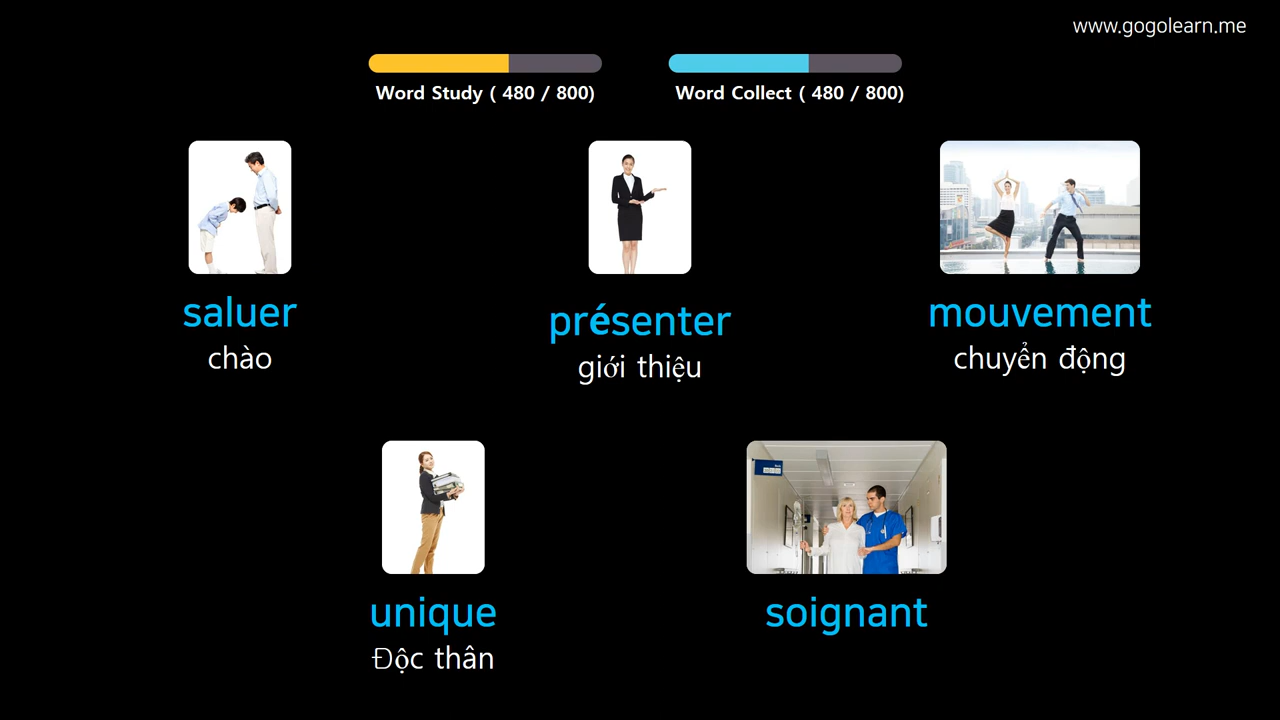 www.gogolearn.me
Word Study ( 480 / 800)
Word Collect ( 480 / 800)
saluer
chào
présenter
giới thiệu
mouvement
chuyển động
unique
Độc thân
soignant